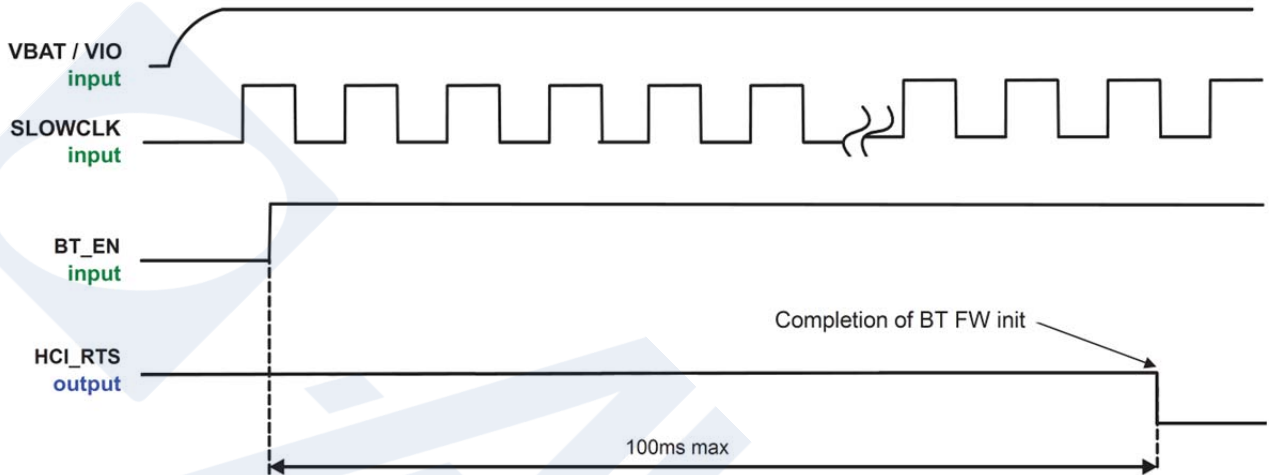 VBAT / VIO
input
SLOWCLK
input
BT_EN
input
Completion of BT FW init
HCI_RTS
output
100ms max